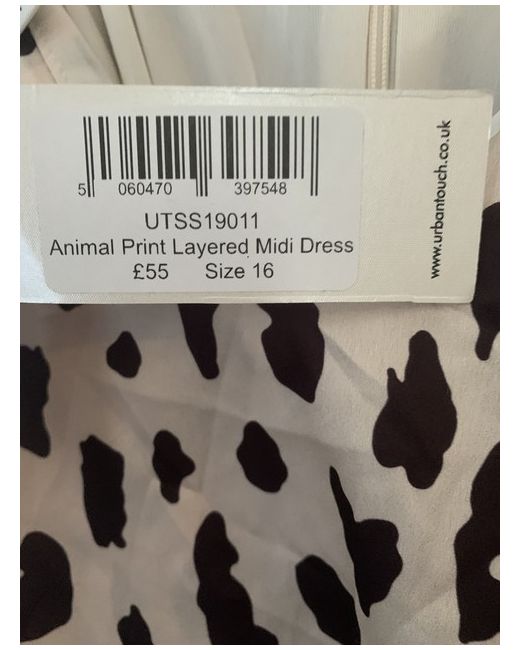 5 060470 397548
UTSS19011
Animal Print Layered Midi Dress
£55 Size 16
www.urbantouch.co.uk